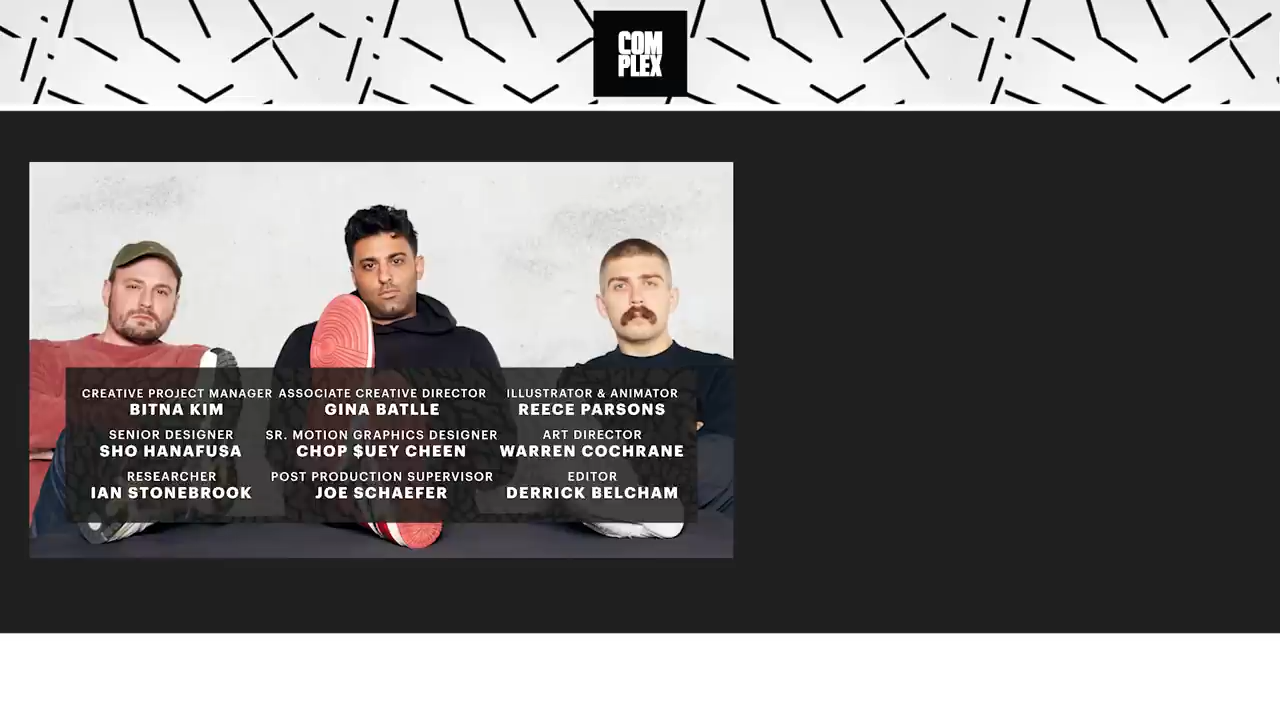 COM
PLEX
CREATIVE PROJECT MANAGER
BITNA KIM
ASSOCIATE CREATIVE DIRECTOR
GINA BATLLE
ILLUSTRATOR & ANIMATOR
REECE PARSONS
SENIOR DESIGNER
SHO HANAFUSA
SR. MOTION GRAPHICS DESIGNER
CHOP $UEY CHEEN
ART DIRECTOR
WARREN COCHRANE
RESEARCHER
IAN STONEBROOK
POST PRODUCTION SUPERVISOR
JOE SCHAEFER
EDITOR
DERRICK BELCHAM